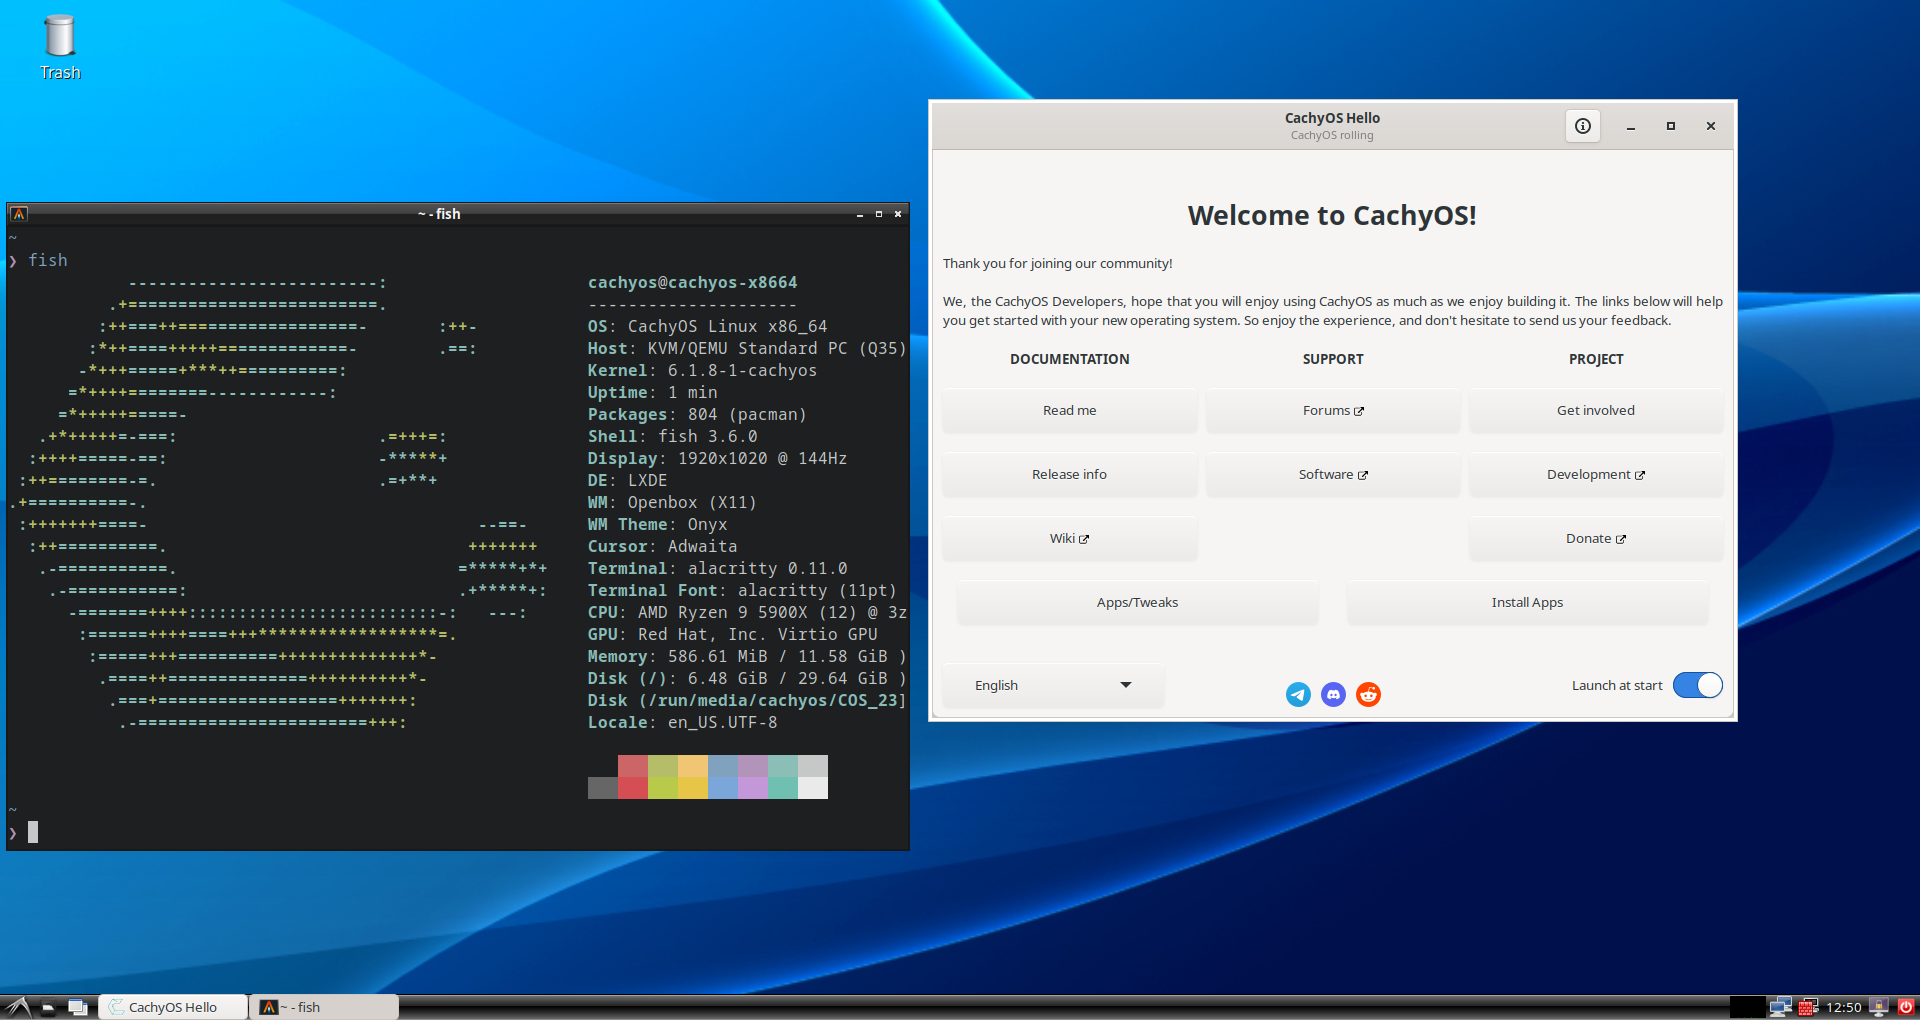 Trash
~ - fish
~
❯ fish
cachyos@cachyos-x8664
---------------------
OS: CachyOS Linux x86_64
Host: KVM/QEMU Standard PC (Q35)
Kernel: 6.1.8-1-cachyos
Uptime: 1 min
Packages: 804 (pacman)
Shell: fish 3.6.0
Display: 1920x1020 @ 144Hz
DE: LXDE
WM: Openbox (X11)
WM Theme: Onyx
Cursor: Adwaita
Terminal: alacritty 0.11.0
Terminal Font: alacritty (11pt)
CPU: AMD Ryzen 9 5900X (12) @ 3z
GPU: Red Hat, Inc. Virtio GPU
Memory: 586.61 MiB / 11.58 GiB )
Disk (/): 6.48 GiB / 29.64 GiB )
Disk (/run/media/cachyos/COS_23]
Locale: en_US.UTF-8
~
❯
CachyOS Hello
CachyOS rolling
Welcome to CachyOS!
Thank you for joining our community!
We, the CachyOS Developers, hope that you will enjoy using CachyOS as much as we enjoy building it. The links below will help
you get started with your new operating system. So enjoy the experience, and don't hesitate to send us your feedback.
DOCUMENTATION SUPPORT PROJECT
Read me Forums Get involved
Release info Software Development
Wiki Donate
Apps/Tweaks Install Apps
English Launch at start
CachyOS Hello ~ - fish 12:50